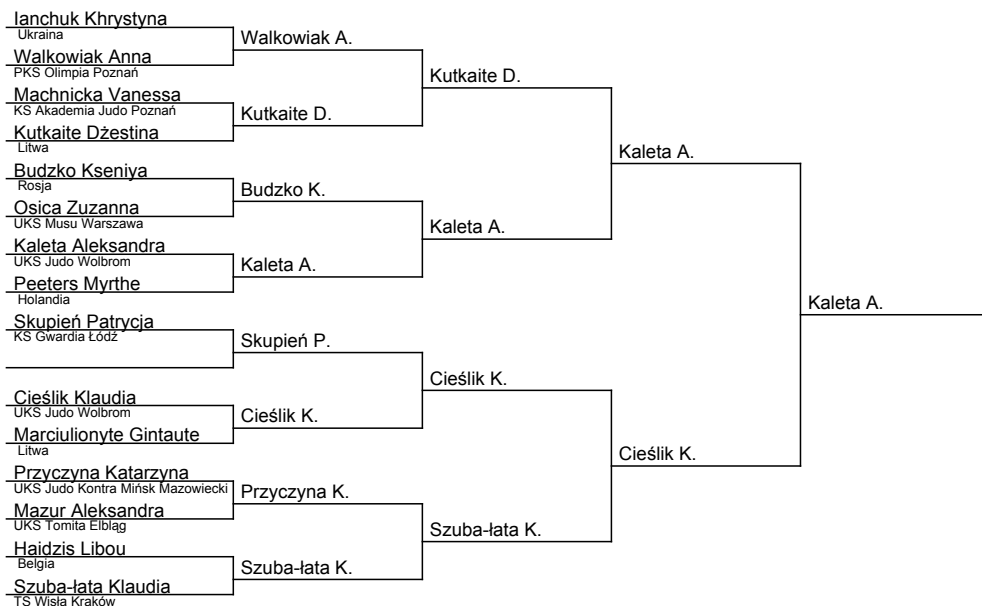 Ianchuk Khrystyna
Ukraina
Walkowiak A.
Walkowiak Anna
PKS Olimpia Poznań
Kutkaite D.
Machnicka Vanessa
KS Akademia Judo Poznań
Kutkaite D.
Kutkaite Dżestina
Litwa
Kaleta A.
Budzko Kseniya
Rosja
Budzko K.
Osica Zuzanna
UKS Musu Warszawa
Kaleta A.
Kaleta Aleksandra
UKS Judo Wolbrom
Kaleta A.
Peeters Myrthe
Holandia
Kaleta A.
Skupień Patrycja
KS Gwardia Łódź
Skupień P.
Cieślik K.
Cieślik Klaudia
UKS Judo Wolbrom
Cieślik K.
Marciulionyte Gintaute
Litwa
Cieślik K.
Przyczyna Katarzyna
UKS Judo Kontra Mińsk Mazowiecki
Przyczyna K.
Mazur Aleksandra
UKS Tomita Elbląg
Szuba-łata K.
Haidzis Libou
Belgia
Szuba-łata K.
Szuba-łata Klaudia
TS Wisła Kraków